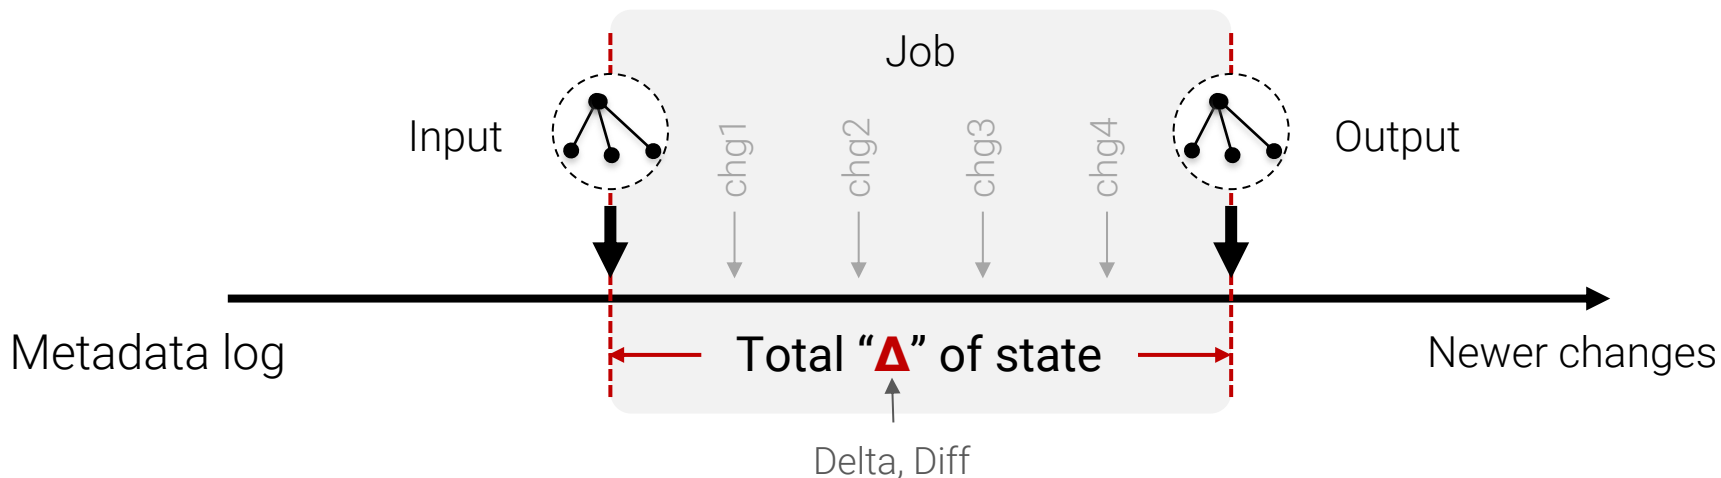 Job
Input
chg1
chg2
chg3
chg4
Output
Metadata log
Total “Δ” of state
Newer changes
Delta, Diff